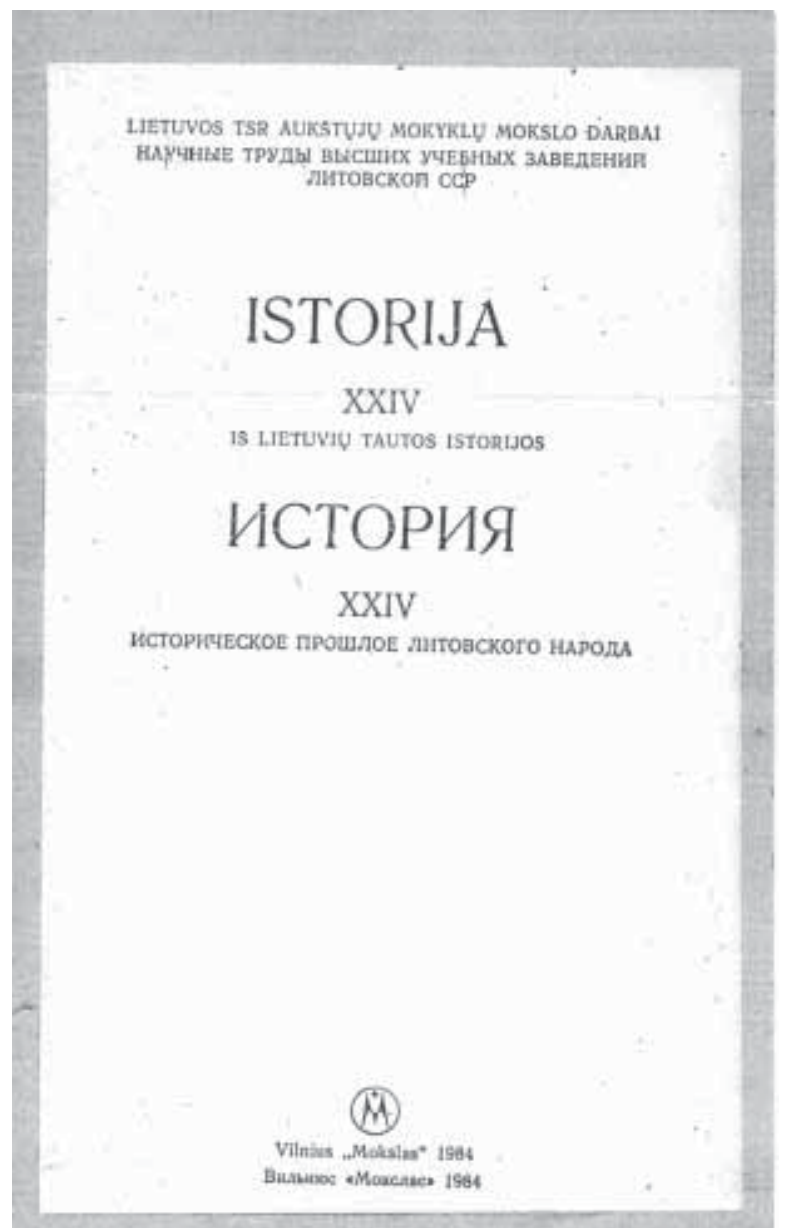 LIETUVOS TSR AUKŠTŲJŲ MOKYKLŲ MOKSLO DARBAI
НАУЧНЫЕ ТРУДЫ ВЫСШИХ УЧЕБНЫХ ЗАВЕДЕНИЙ
ЛИТОВСКОЙ ССР
ISTORIJA
XXIV
IŠ LIETUVIŲ TAUTOS ISTORIJOS
ИСТОРИЯ
XXIV
ИСТОРИЧЕСКОЕ ПРОШЛОЕ ЛИТОВСКОГО НАРОДА
M
Vilnius „Mokslas“ 1984
Вильнюс «Мокслас» 1984